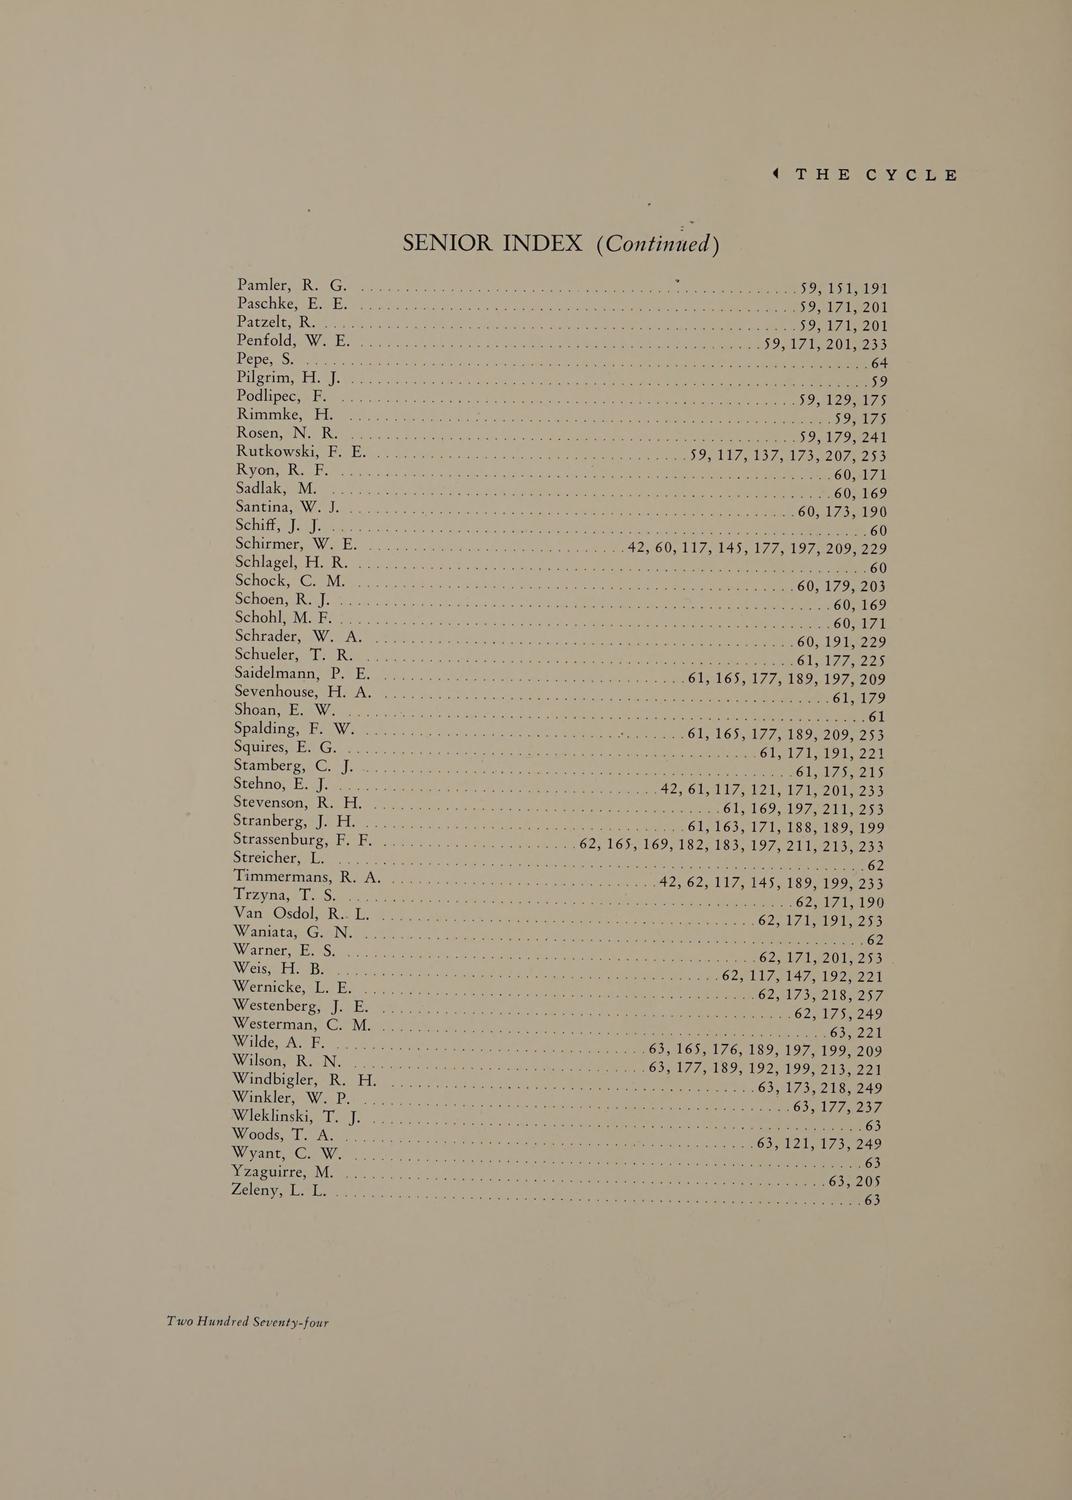 THE CYCLE
SENIOR INDEX (Continued)
Pamler, R. G. 59, 151, 191
Paschke, E. E. 59, 171, 201
Patzelt, R. 59, 171, 201
Penfold, W. E. 59, 171, 201, 233
Pepe, S. 64
Pilgrim, H. J. 59
Podlipec, F. 59, 129, 175
Rimmke, H. 59, 175
Rosen, N. R. 59, 179, 241
Rutkowski, F. E. 59, 117, 137, 173, 207, 253
Ryon, R. F. 60, 171
Sadlak, M. 60, 169
Santina, W. J. 60, 173, 190
Schiff, J. J. 60
Schirmer, W. E. 42, 60, 117, 145, 177, 197, 209, 229
Schlagel, H. R. 60
Schock, C. M. 60, 179, 203
Schoen, R. J. 60, 169
Schohl, M. F. 60, 171
Schrader, W. A. 60, 191, 229
Schueler, T. R. 61, 177, 225
Saidelmann, P. E. 61, 165, 177, 189, 197, 209
Sevenhouse, H. A. 61, 179
Shoan, E. W. 61
Spalding, F. W. 61, 165, 177, 189, 209, 253
Squires, E. G. 61, 171, 191, 221
Stamberg, C. J. 61, 175, 215
Stehno, E. J. 42, 61, 117, 121, 171, 201, 233
Stevenson, R. H. 61, 169, 197, 211, 253
Stranberg, J. H. 61, 163, 171, 188, 189, 199
Strassenburg, F. F. 62, 165, 169, 182, 183, 197, 211, 213, 233
Streicher, L. 62
Timmermans, R. A. 42, 62, 117, 145, 189, 199, 233
Trzyna, T. S. 62, 171, 190
Van Osdol, R. L. 62, 171, 191, 253
Waniata, G. N. 62
Warner, E. S. 62, 171, 201, 253
Weis, H. B. 62, 117, 147, 192, 221
Wernicke, L. E. 62, 173, 218, 257
Westenberg, J. E. 62, 175, 249
Westerman, C. M. 63, 221
Wilde, A. F. 63, 165, 176, 189, 197, 199, 209
Wilson, R. N. 63, 177, 189, 192, 199, 213, 221
Windbigler, R. H. 63, 173, 218, 249
Winkler, W. P. 63, 177, 237
Wleklinski, T. J. 63
Woods, T. A. 63, 121, 173, 249
Wyant, C. W. 63
Yzaguirre, M. 63, 205
Zeleny, L. L. 63
Two Hundred Seventy-four